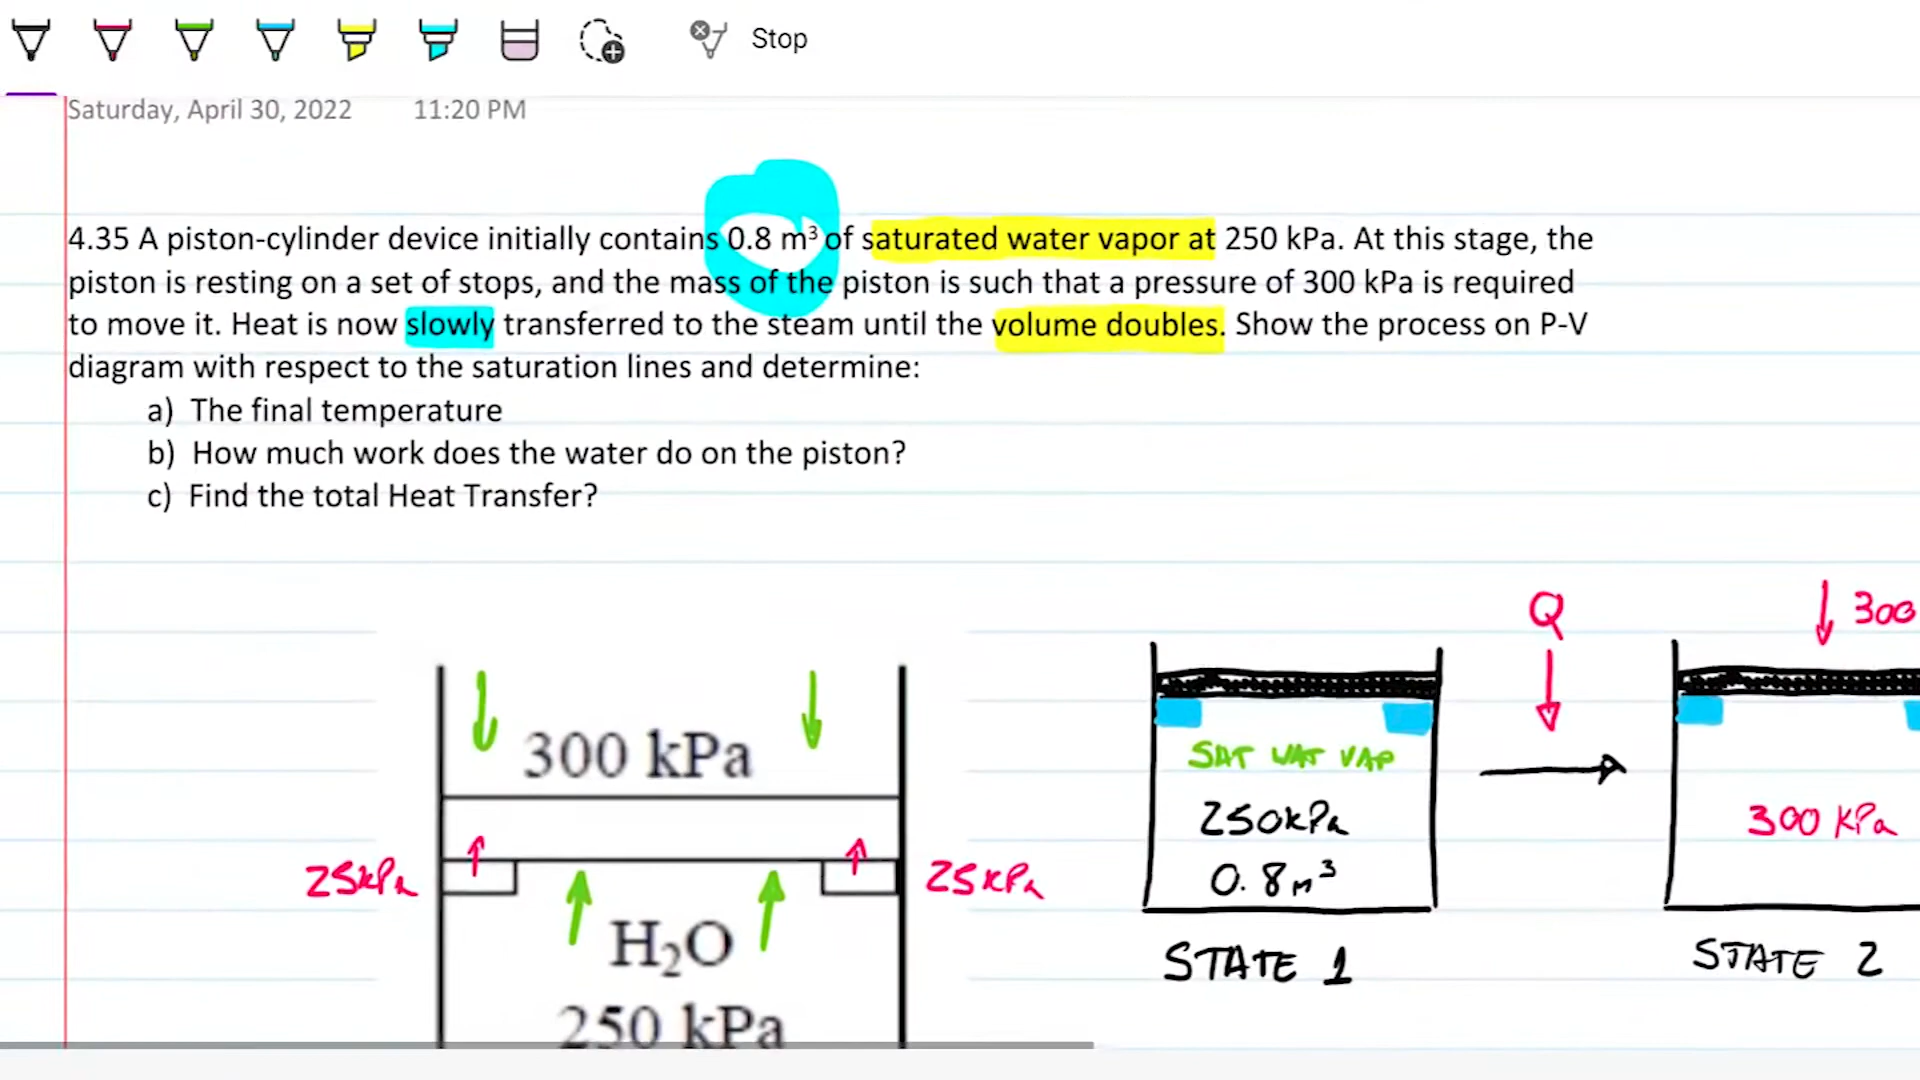 Stop
Saturday, April 30, 2022 11:20 PM
4.35 A piston-cylinder device initially contains 0.8 m³ of saturated water vapor at 250 kPa. At this stage, the
piston is resting on a set of stops, and the mass of the piston is such that a pressure of 300 kPa is required
to move it. Heat is now slowly transferred to the steam until the volume doubles. Show the process on P-V
diagram with respect to the saturation lines and determine:
a) The final temperature
b) How much work does the water do on the piston?
c) Find the total Heat Transfer?
Q
300
300 kPa
SAT WAT VAP
250kPa
300 kPa
25kPa
25kPa
0.8m³
H₂O
STATE 1
STATE 2
250 kPa